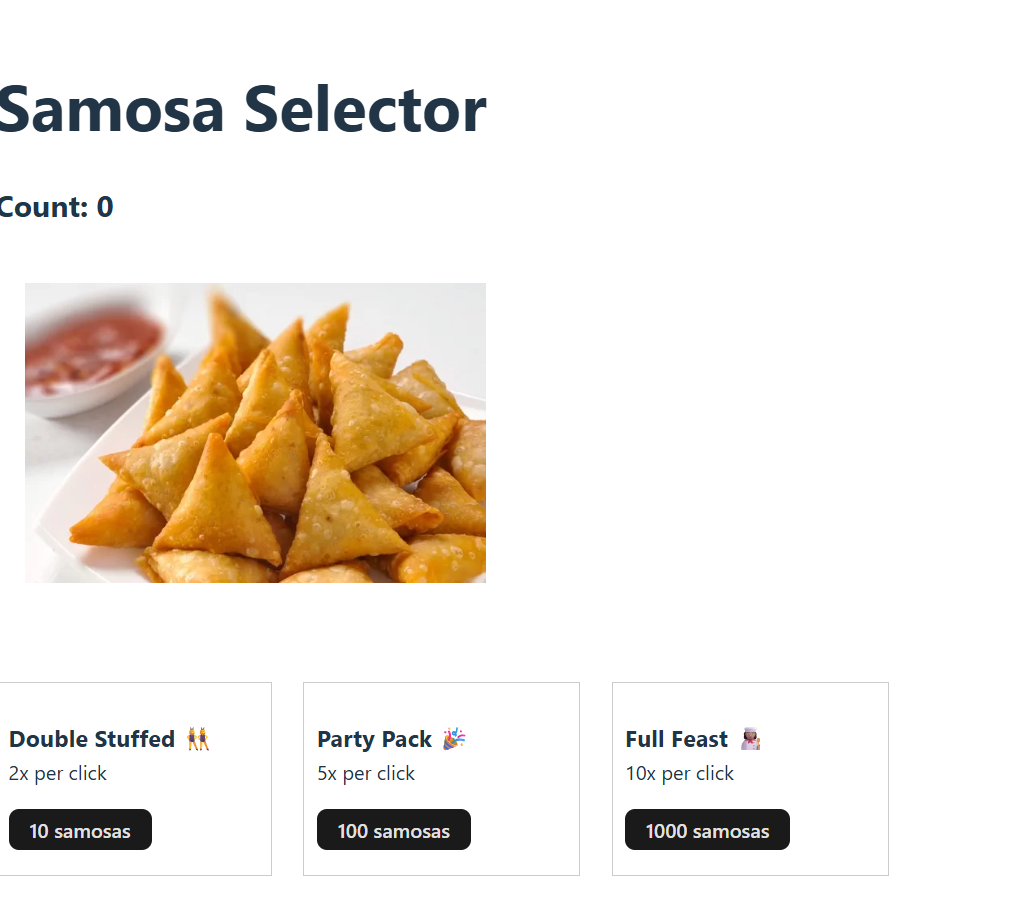 Samosa Selector
Count: 0
Double Stuffed 👯
2x per click
10 samosas
Party Pack 🎉
5x per click
100 samosas
Full Feast 👩🏽‍🍳
10x per click
1000 samosas